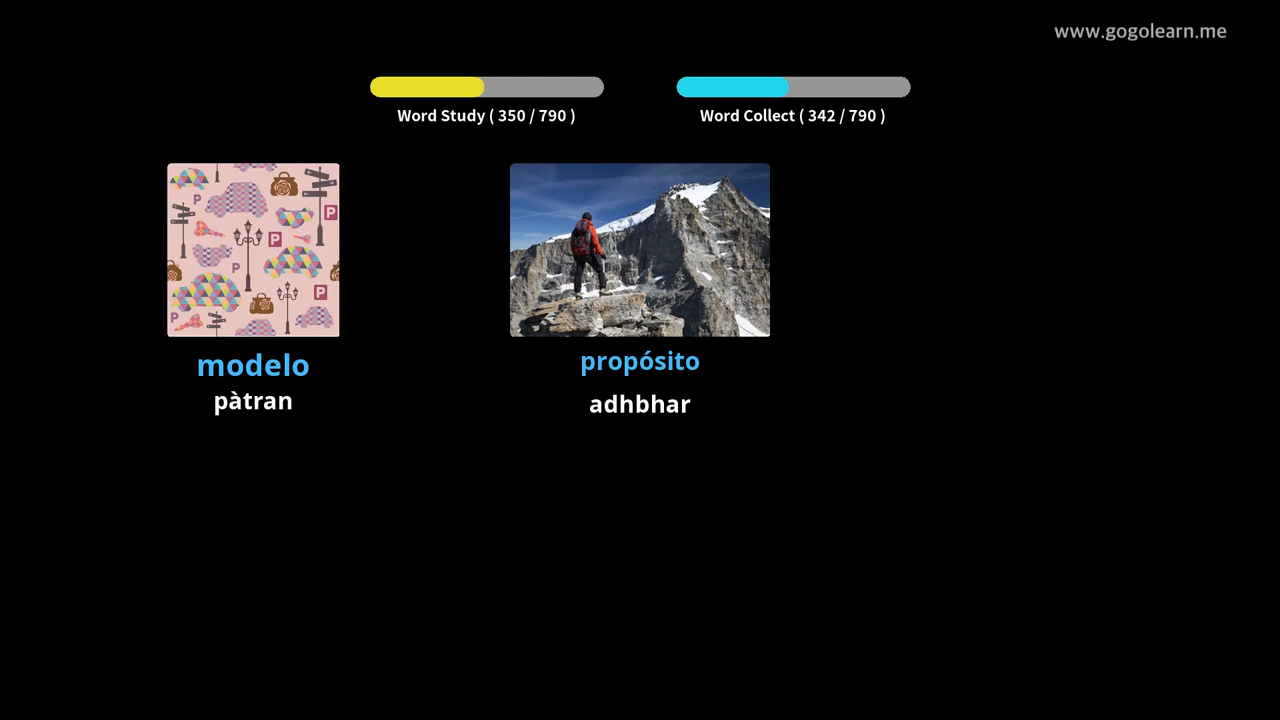 www.gogolearn.me
Word Study ( 350 / 790 )
Word Collect ( 342 / 790 )
P
P
P
P
P
P
modelo
pàtran
propósito
adhbhar